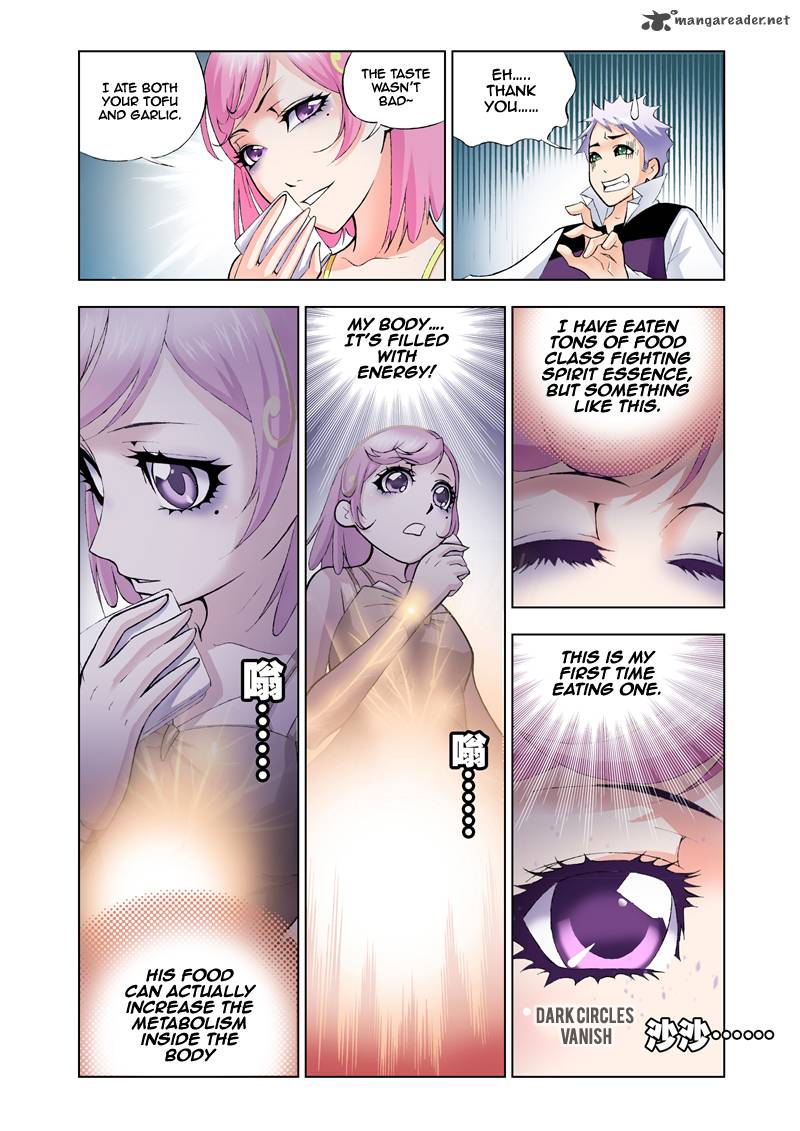 mangareader.net
I ATE BOTH
YOUR TOFU
AND GARLIC.
THE TASTE
WASN'T
BAD~
EH.....
THANK
YOU......
嗡......
HIS FOOD
CAN ACTUALLY
INCREASE THE
METABOLISM
INSIDE THE
BODY
MY BODY....
IT'S FILLED
WITH
ENERGY!
嗡......
I HAVE EATEN
TONS OF FOOD
CLASS FIGHTING
SPIRIT ESSENCE,
BUT SOMETHING
LIKE THIS.
THIS IS MY
FIRST TIME
EATING ONE.
DARK CIRCLES
VANISH
沙沙......